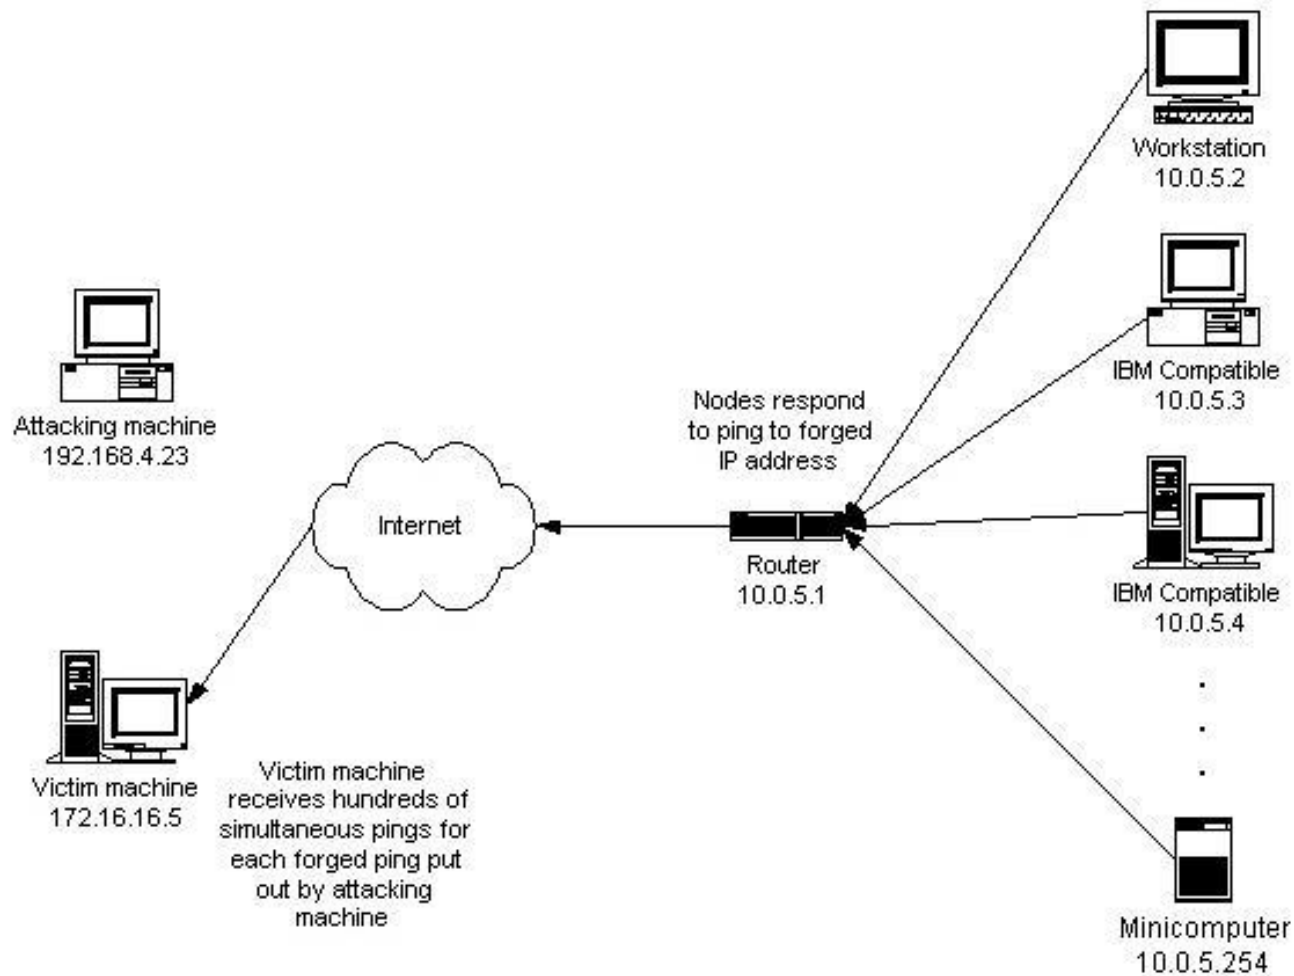 Workstation
10.0.5.2
IBM Compatible
10.0.5.3
Attacking machine
192.168.4.23
Nodes respond
to ping to forged
IP address
Internet
Router
10.0.5.1
IBM Compatible
10.0.5.4
Victim machine
172.16.16.5
Victim machine
receives hundreds of
simultaneous pings for
each forged ping put
out by attacking
machine
Minicomputer
10.0.5.254